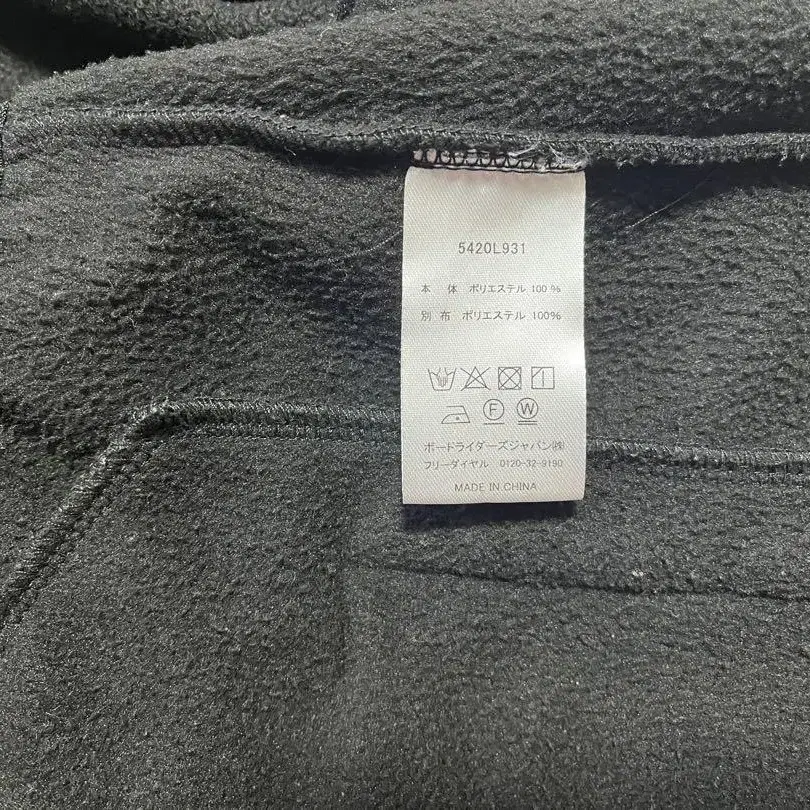 5420L931
本 体 ポリエステル 100 %
別 布 ポリエステル 100%
F W
ボードライダーズジャパン㈱
フリーダイヤル 0120-32-9190
MADE IN CHINA